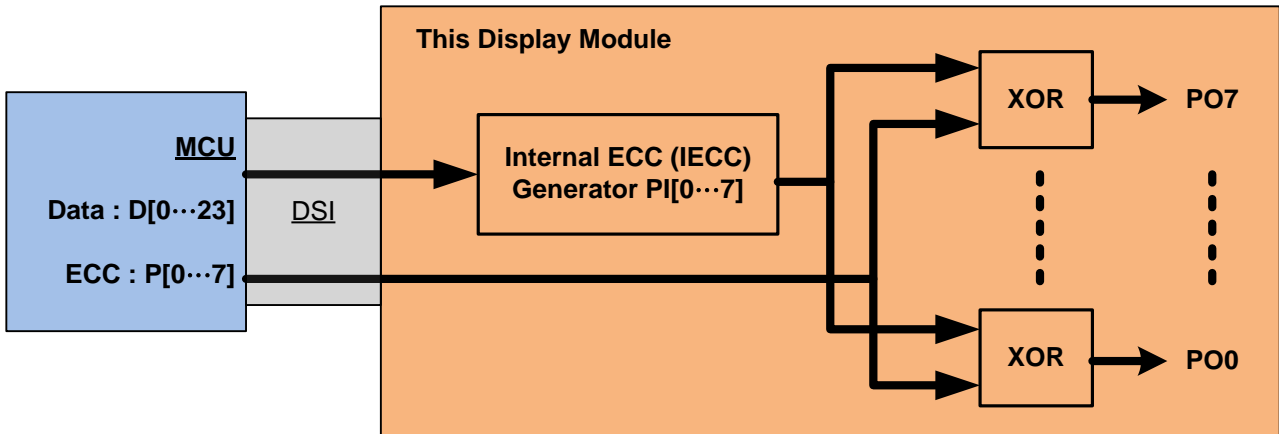 This Display Module
MCU
Data : D[0···23]
ECC : P[0···7]
DSI
Internal ECC (IECC)
Generator PI[0···7]
XOR
PO7
XOR
PO0